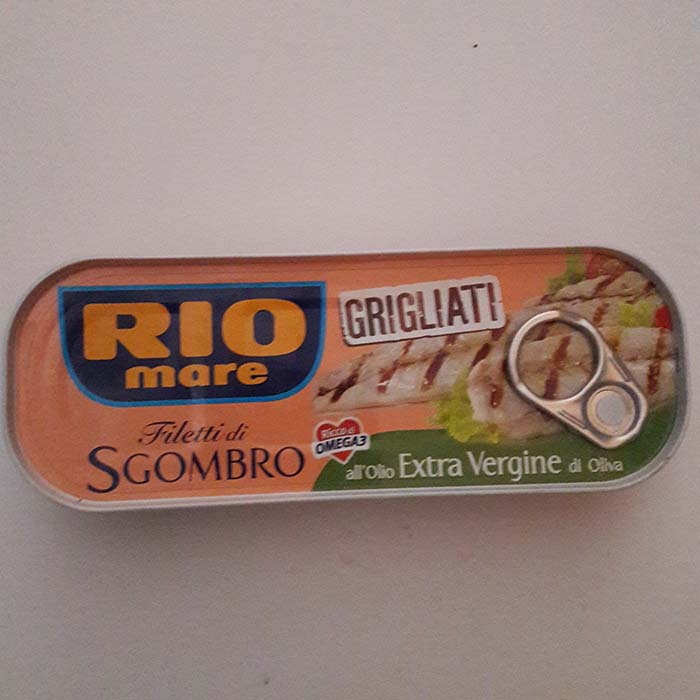 RIO
mare
GRIGLIATI
Filetti di
SGOMBRO
RICCO di
OMEGA3
all'Olio Extra Vergine di Oliva